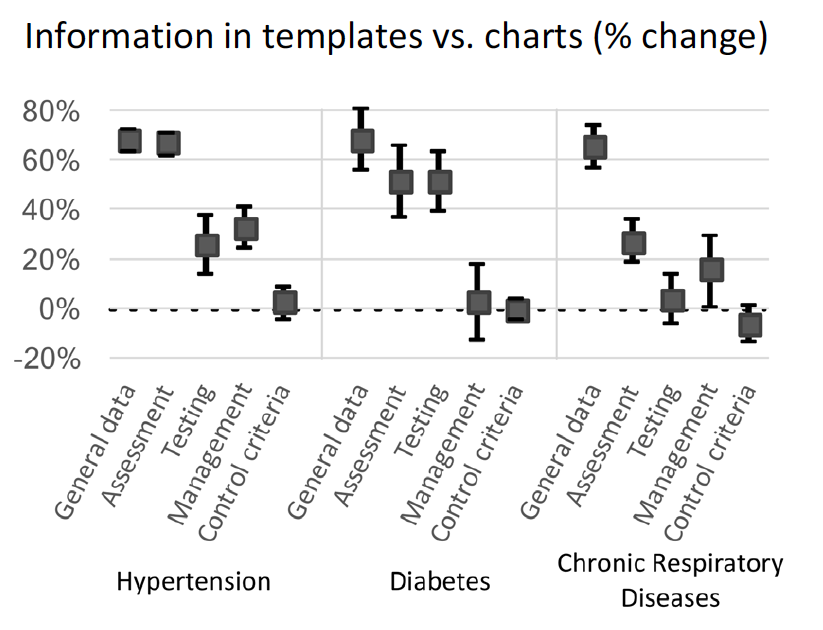 Information in templates vs. charts (% change)
80%
60%
40%
20%
0%
-20%
General data
Assessment
Testing
Management
Control criteria
General data
Assessment
Testing
Management
Control criteria
General data
Assessment
Testing
Management
Control criteria
Hypertension
Diabetes
Chronic Respiratory
Diseases